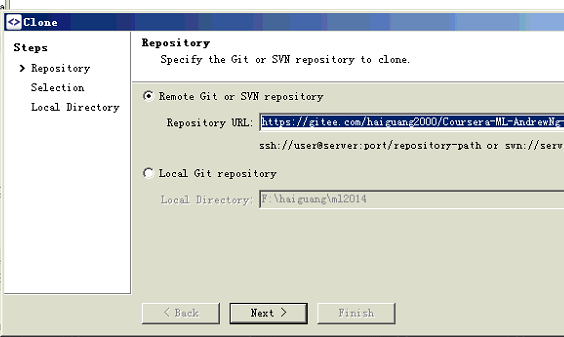 Clone
Steps
Repository
Selection
Local Directory
Repository
Specify the Git or SVN repository to clone.
Remote Git or SVN repository
Repository URL: https://gitee.com/haiguang2000/Coursera-ML-AndrewNg-
ssh://user@server:port/repository-path or svn://serw
Local Git repository
Local Directory: F:\haiguang\ml2014
< Back
Next >
Finish